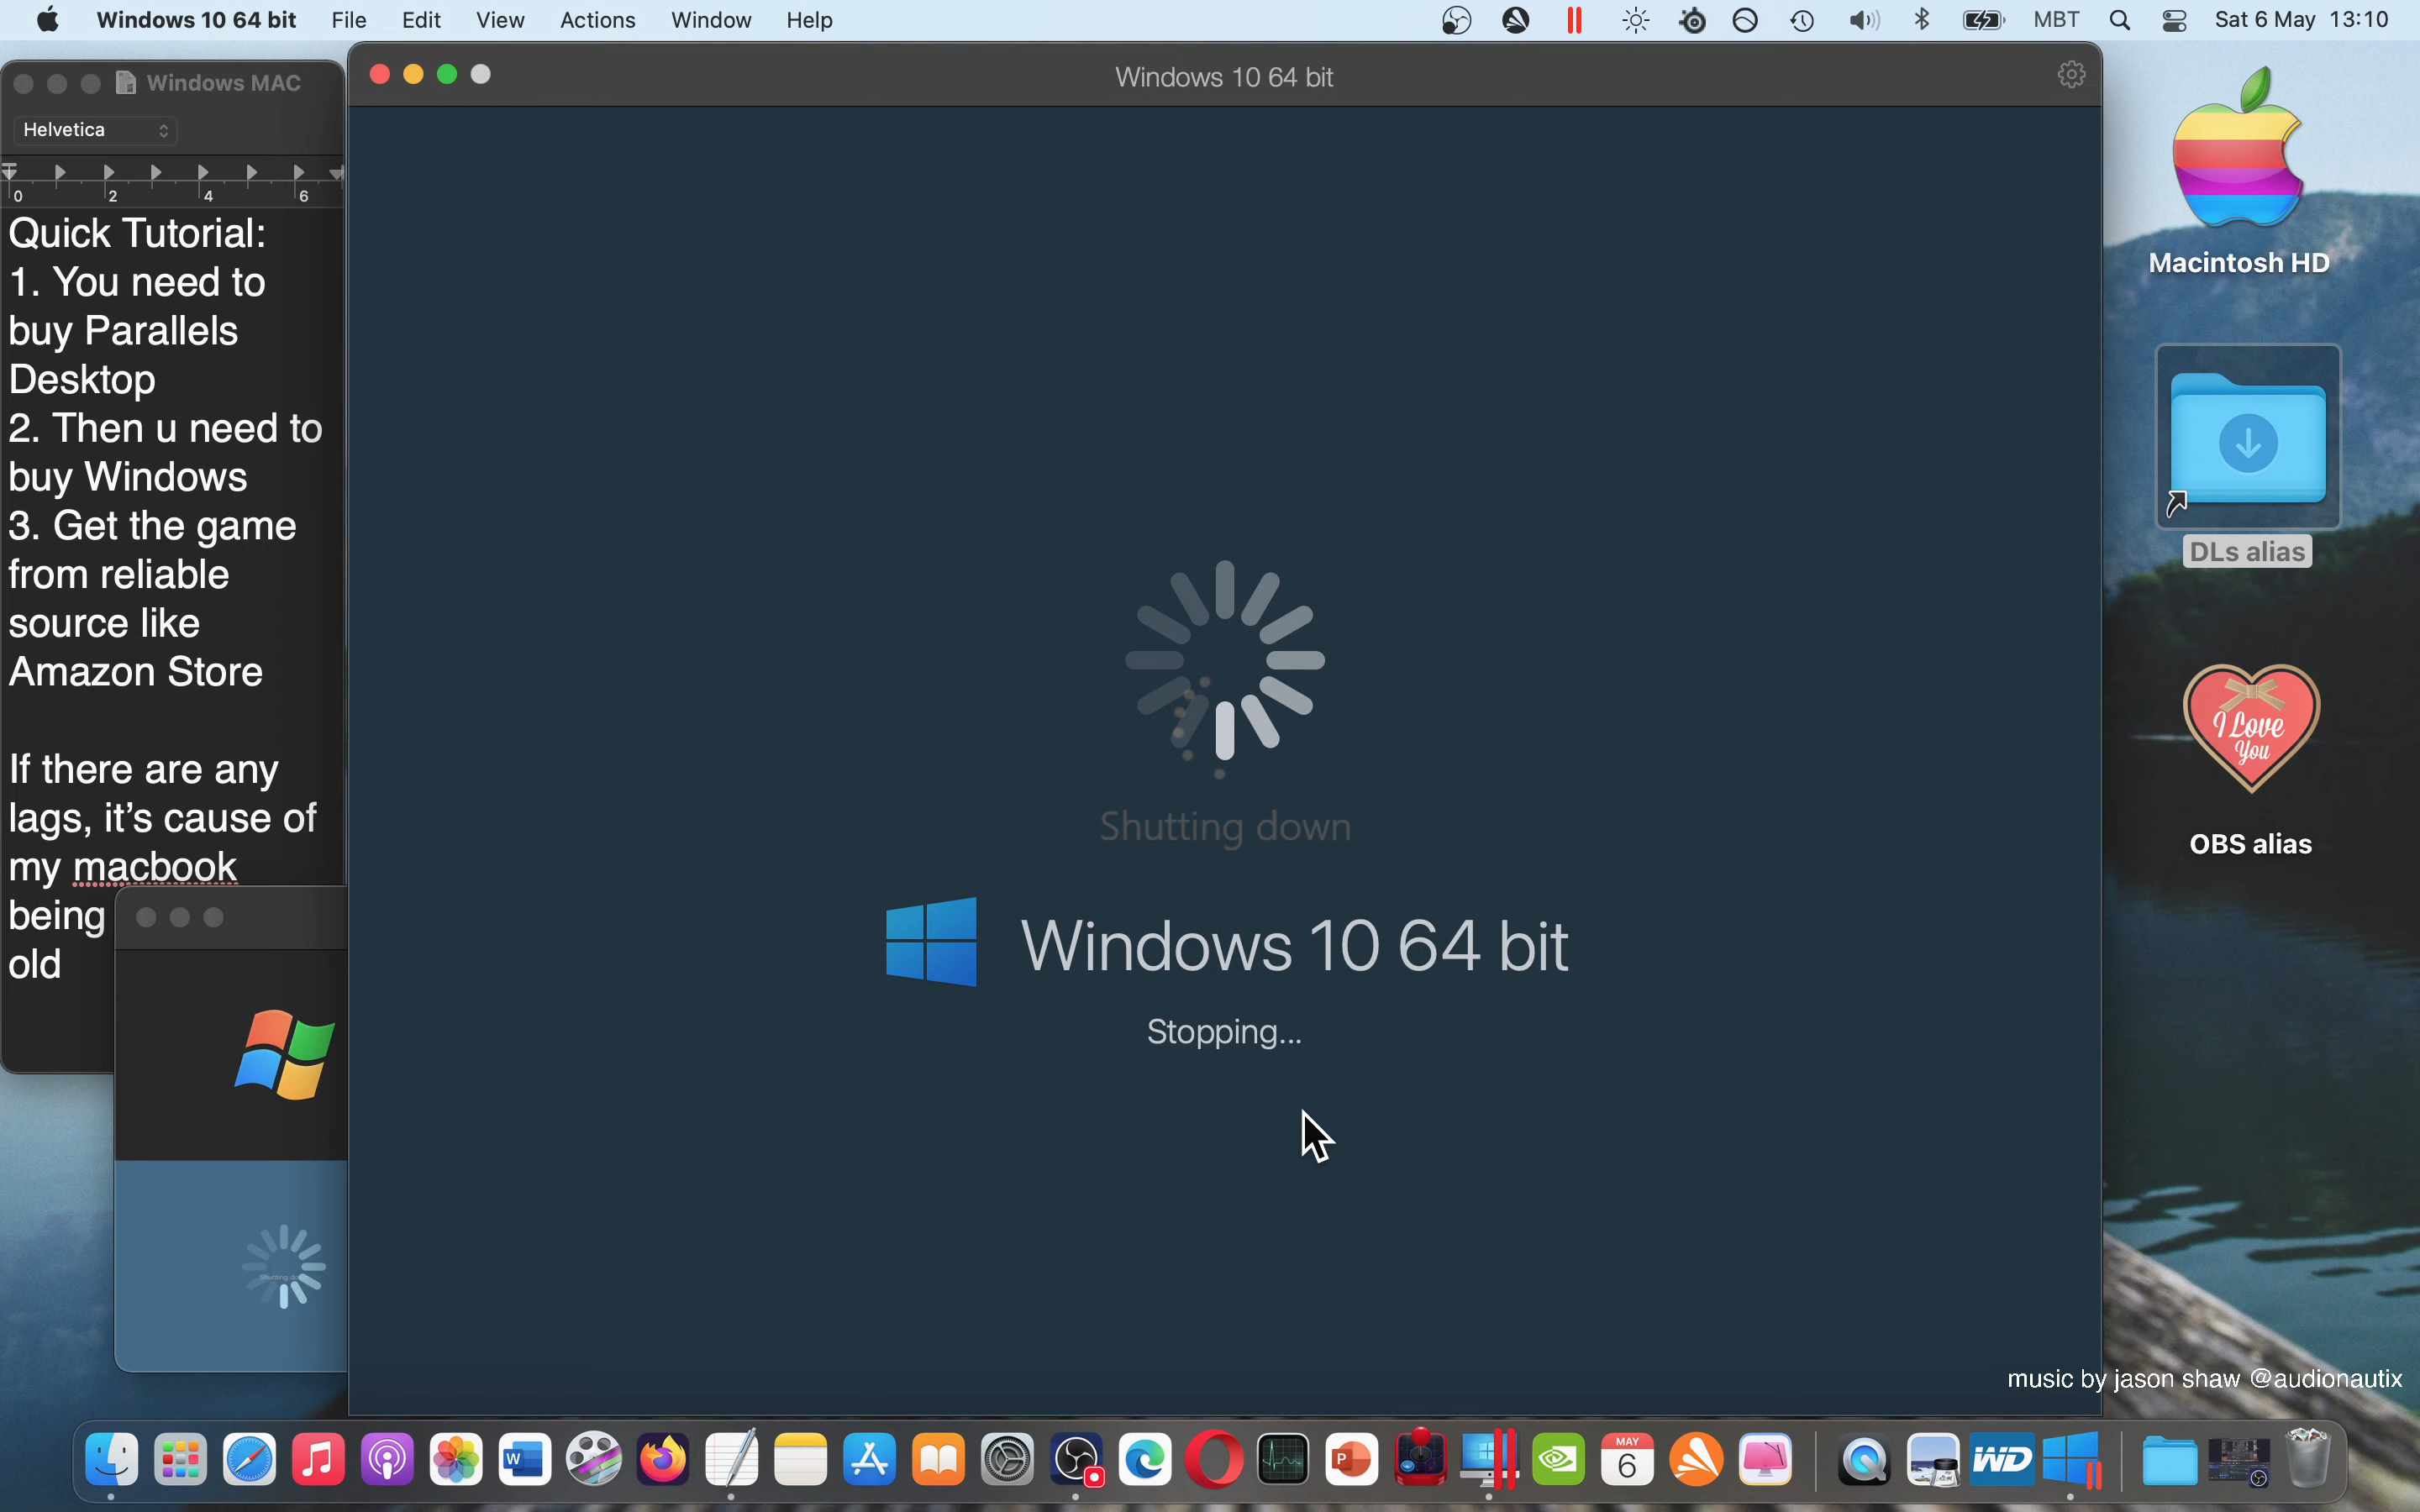 Windows 10 64 bit File Edit View Actions Window Help MBT Sat 6 May 13:10
Windows MAC
Helvetica
0 2 4 6
Quick Tutorial:
1. You need to
buy Parallels
Desktop
2. Then u need to
buy Windows
3. Get the game
from reliable
source like
Amazon Store
If there are any
lags, it's cause of
my macbook
being
old
Windows 10 64 bit
Shutting down
Windows 10 64 bit
Stopping...
Macintosh HD
DLs alias
I Love
You
OBS alias
music by jason shaw @audionautix
W
P
MAY
6
WD